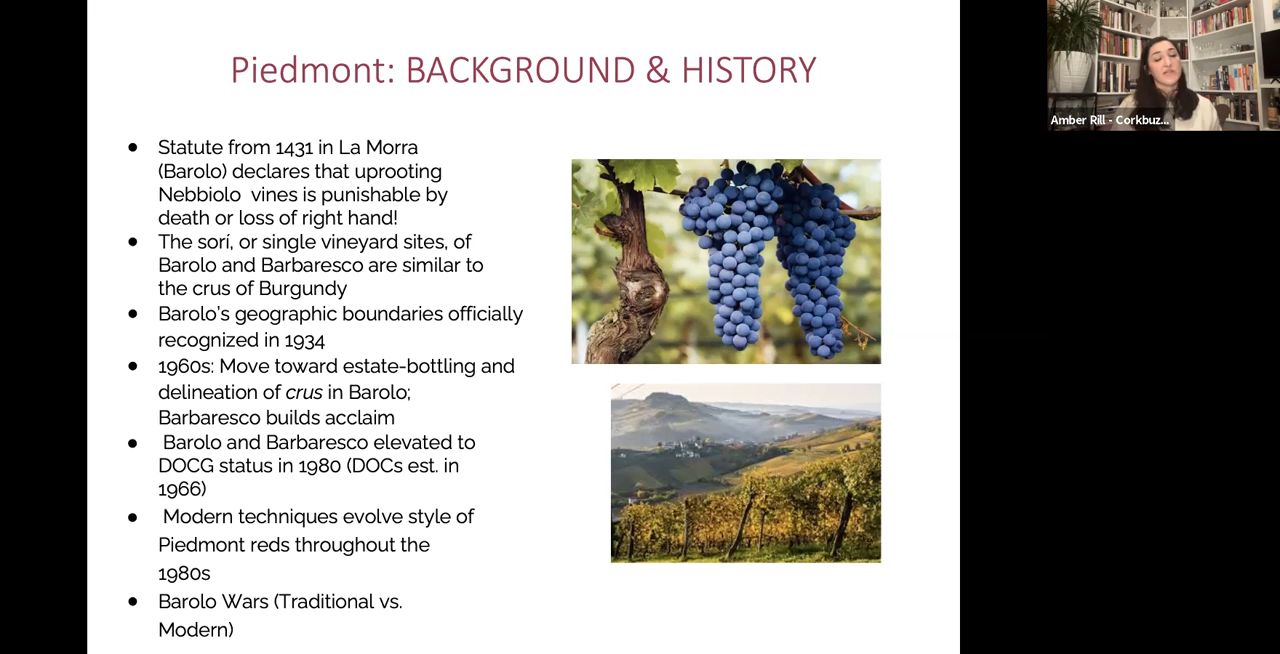 Piedmont: BACKGROUND & HISTORY
● Statute from 1431 in La Morra
(Barolo) declares that uprooting
Nebbiolo  vines is punishable by
death or loss of right hand!
● The sorí, or single vineyard sites, of
Barolo and Barbaresco are similar to
the crus of Burgundy
● Barolo's geographic boundaries officially
recognized in 1934
● 1960s: Move toward estate-bottling and
delineation of crus in Barolo;
Barbaresco builds acclaim
● Barolo and Barbaresco elevated to
DOCG status in 1980 (DOCs est. in
1966)
● Modern techniques evolve style of
Piedmont reds throughout the
1980s
● Barolo Wars (Traditional vs.
Modern)
Amber Rill - Corkbuz...